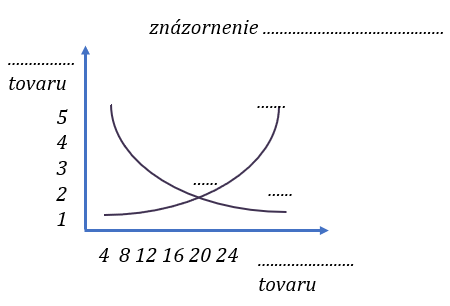 znázornenie ...........................................
................
tovaru
5
4
3
2
1
.......
......
......
4 8 12 16 20 24
.......................
tovaru